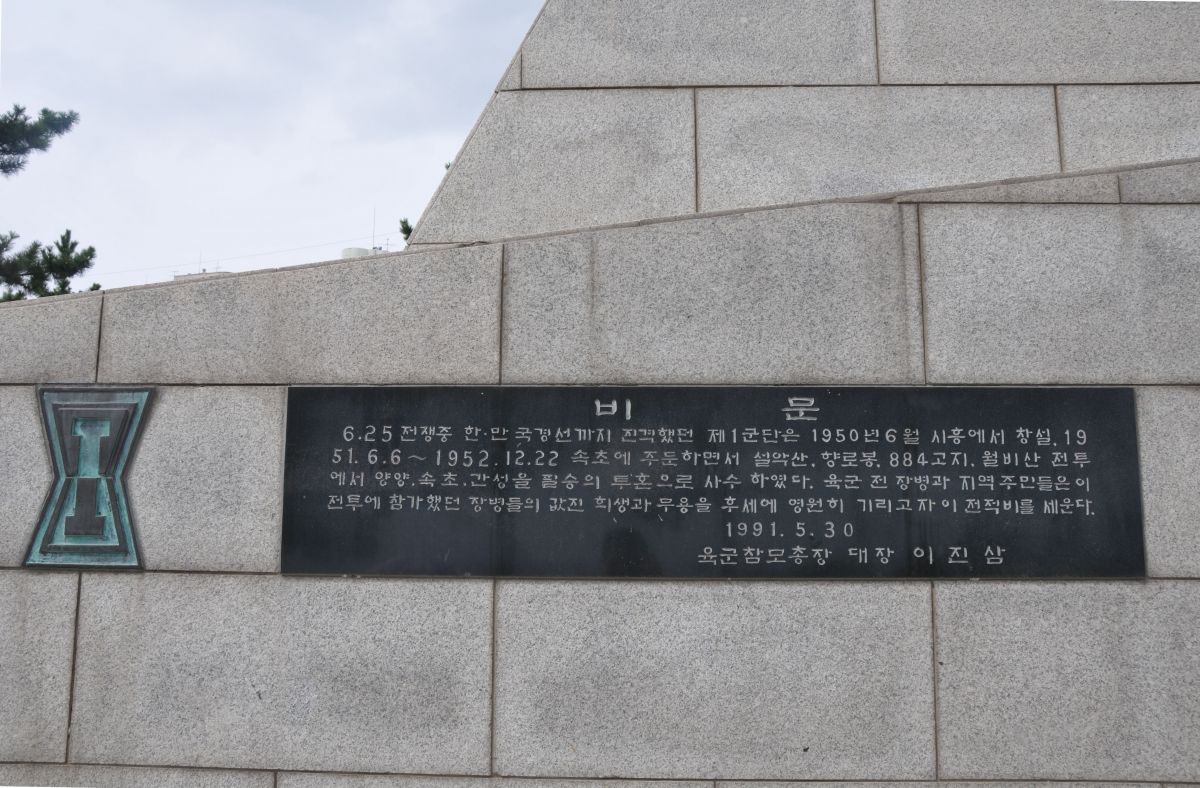 비 문
6.25 전쟁중 한·만 국경선까지 진격했던 제1군단은 1950년 6월 시흥에서 창설, 19
51.6.6~1952.12.22 속초에 주둔하면서 설악산, 향로봉, 884고지, 월비산 전투
에서 양양, 속초, 간성을 필승의 투혼으로 사수 하였다. 육군 전 장병과 지역주민들은 이
전투에 참가했던 장병들의 값진 희생과 무용을 후세에 영원히 기리고자 이 전적비를 세운다.
1991. 5. 30
육군참모총장 대장 이 진 삼